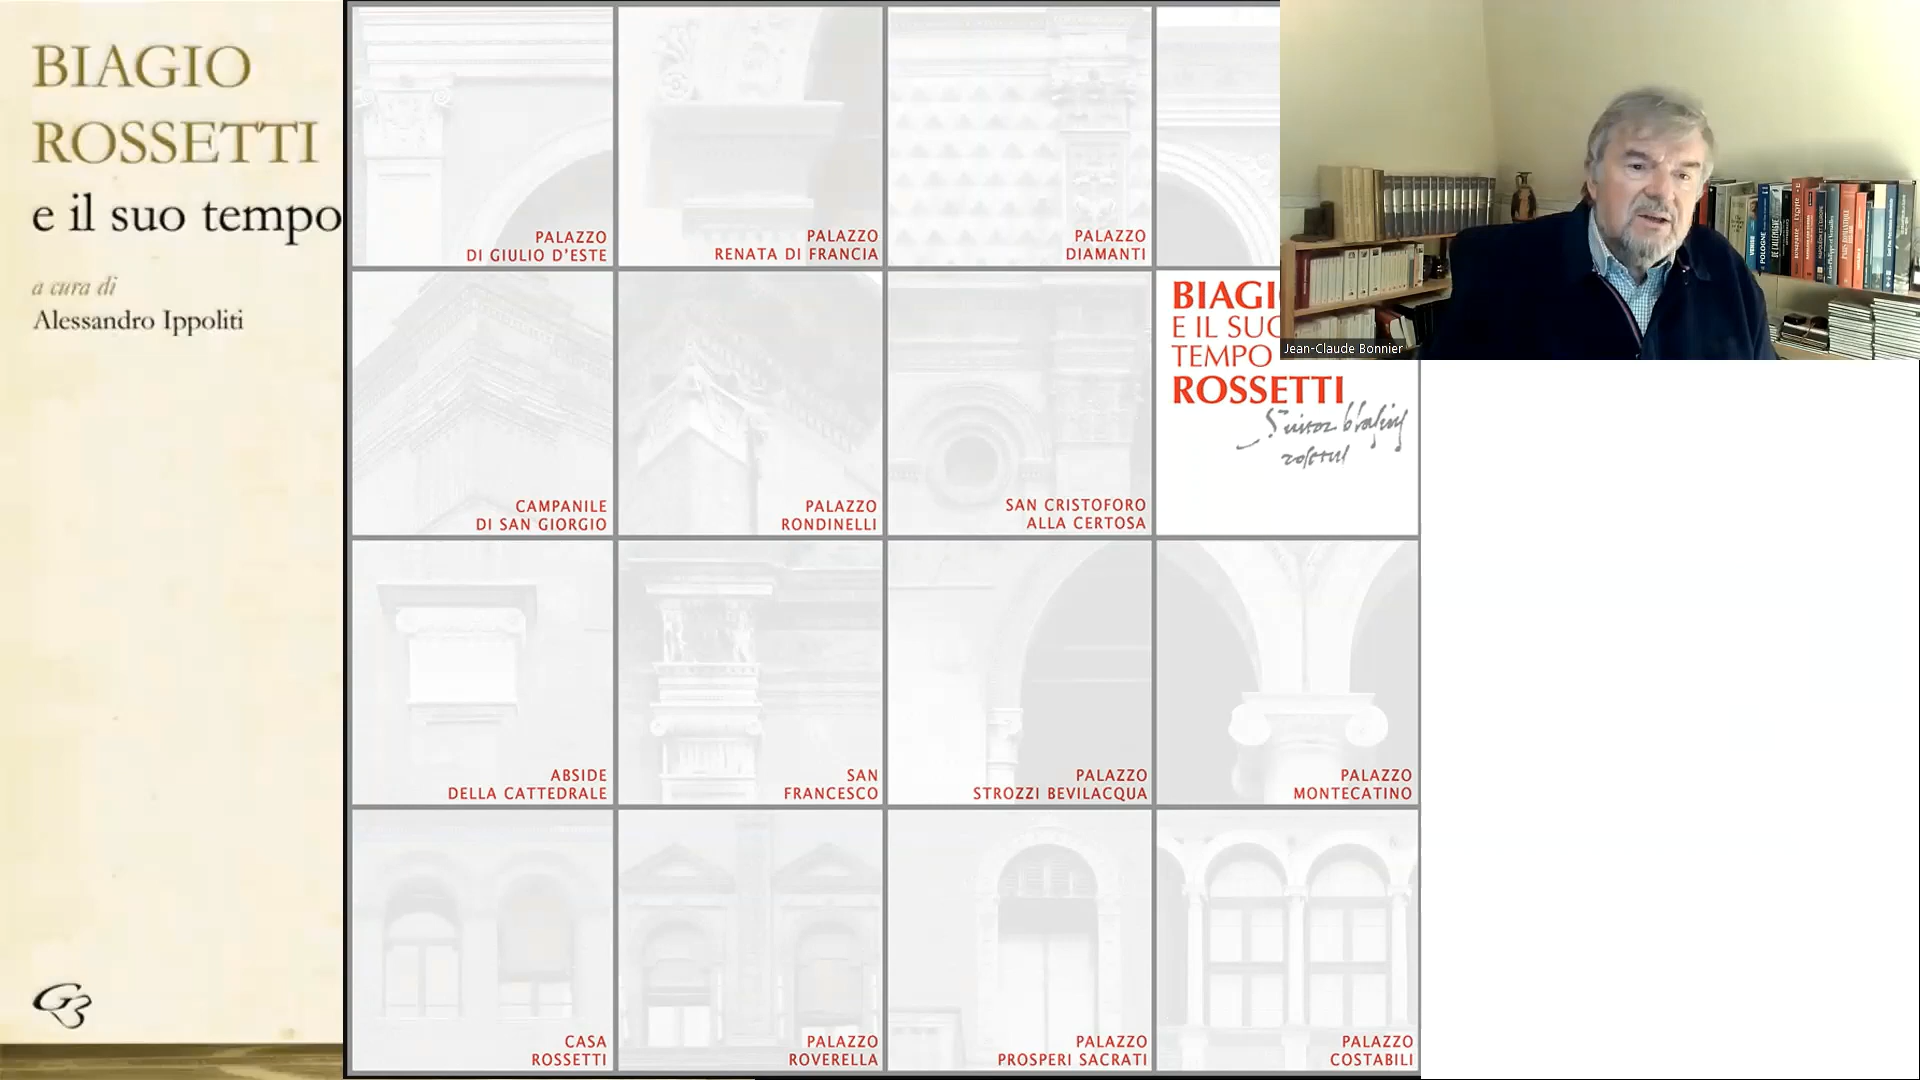 BIAGIO
ROSSETTI
e il suo tempo
a cura di
Alessandro Ippoliti
PALAZZO
DI GIULIO D'ESTE
PALAZZO
RENATA DI FRANCIA
PALAZZO
DIAMANTI
CAMPANILE
DI SAN GIORGIO
PALAZZO
RONDINELLI
SAN CRISTOFORO
ALLA CERTOSA
BIAGI
E IL SUO
TEMPO
ROSSETTI
ABSIDE
DELLA CATTEDRALE
SAN
FRANCESCO
PALAZZO
STROZZI BEVILACQUA
PALAZZO
MONTECATINO
CASA
ROSSETTI
PALAZZO
ROVERELLA
PALAZZO
PROSPERI SACRATI
PALAZZO
COSTABILI
Jean-Claude Bonnier